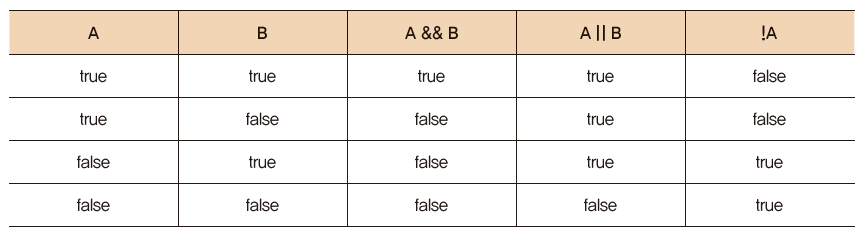 A B A && B A || B !A
true true true true false
true false false true false
false true false true true
false false false false true